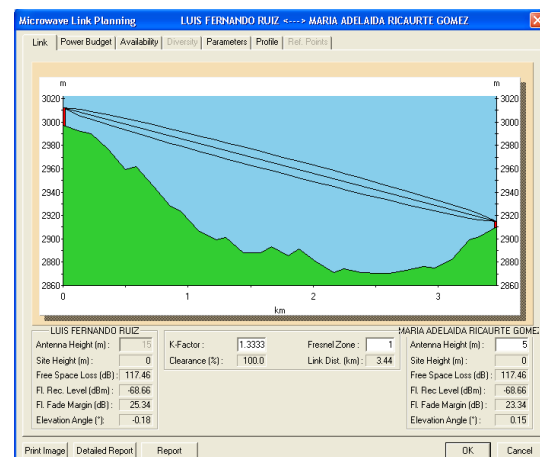 Microwave Link Planning LUIS FERNANDO RUIZ <---> MARIA ADELAIDA RICAURTE GOMEZ
Link Power Budget Availability Diversity Parameters Profile Ref. Points
m m
3020 3020
3000 3000
2980 2980
2960 2960
2940 2940
2920 2920
2900 2900
2880 2880
2860 2860
0 1 2 3
km
LUIS FERNANDO RUIZ MARIA ADELAIDA RICAURTE GOMEZ
Antenna Height (m) : 15 K-Factor : 1.3333 Fresnel Zone : 1 Antenna Height (m) : 5
Site Height (m) : 0 Clearance (%) : 100.0 Link Dist. (km) : 3.44 Site Height (m) : 0
Free Space Loss (dB) : 117.46 Free Space Loss (dB) : 117.46
Fl. Rec. Level (dBm) : -68.66 Fl. Rec. Level (dBm) : -68.66
Fl. Fade Margin (dB) : 25.34 Fl. Fade Margin (dB) : 23.34
Elevation Angle (°): -0.18 Elevation Angle (°): 0.15
Print Image Detailed Report Report OK Cancel